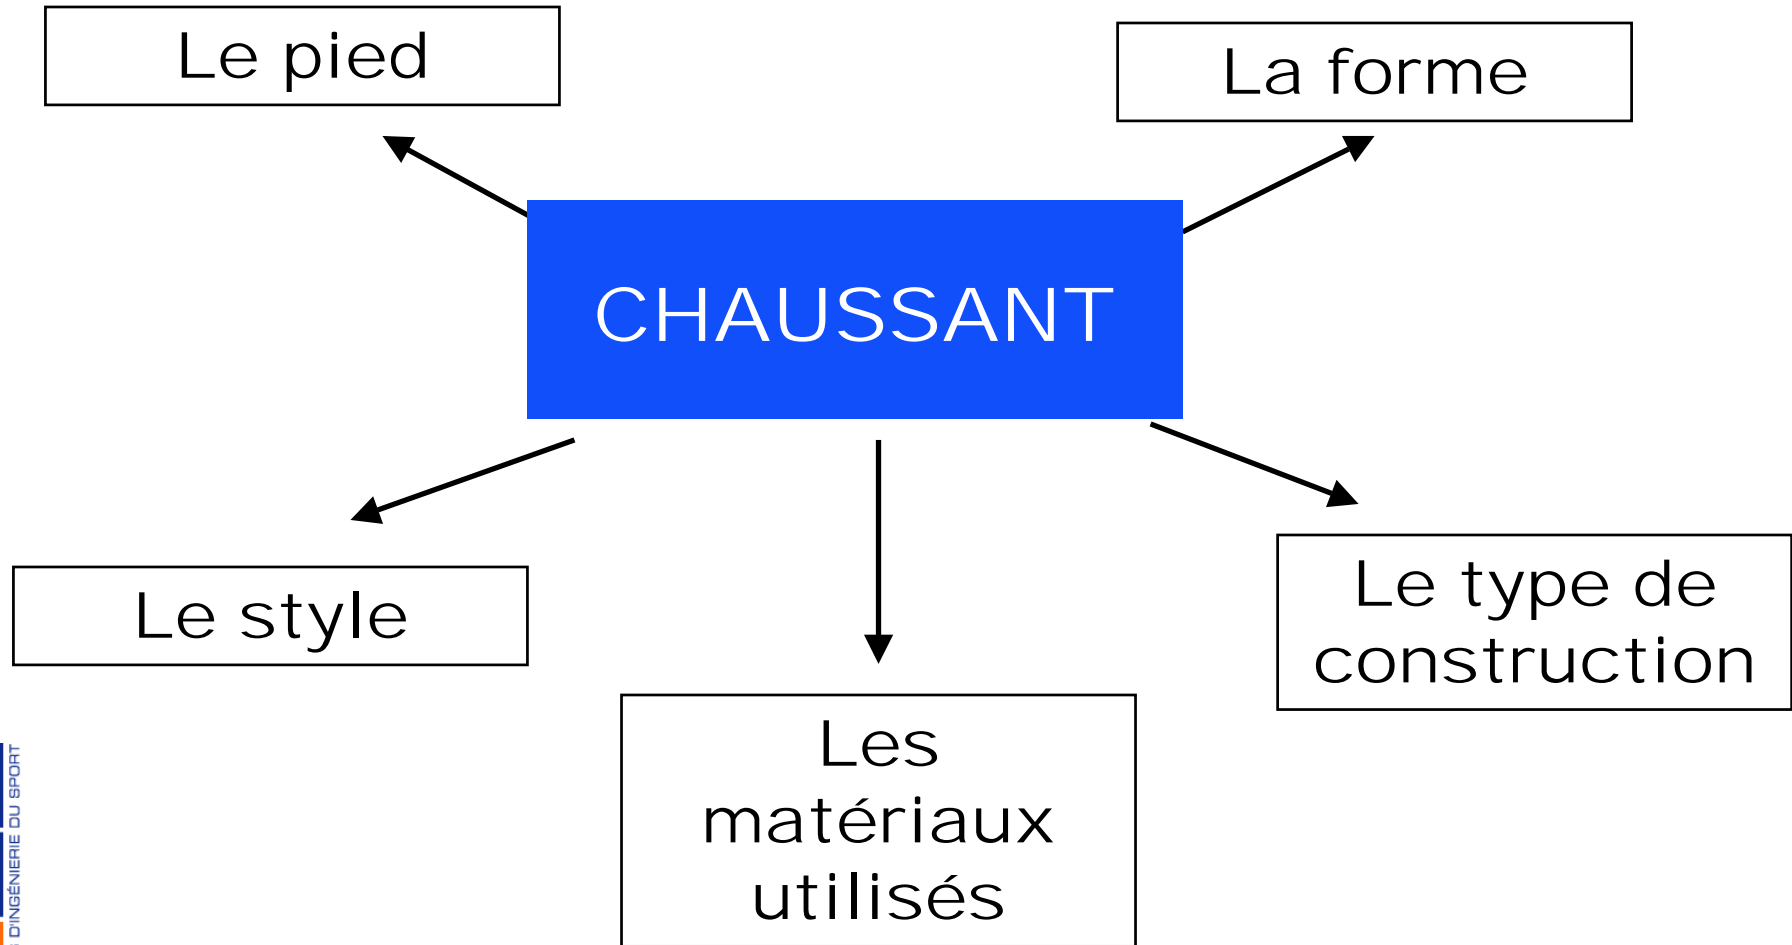 Le pied
La forme
CHAUSSANT
Le style
Le type de
construction
Les
matériaux
utilisés
D'INGÉNIERIE DU SPORT